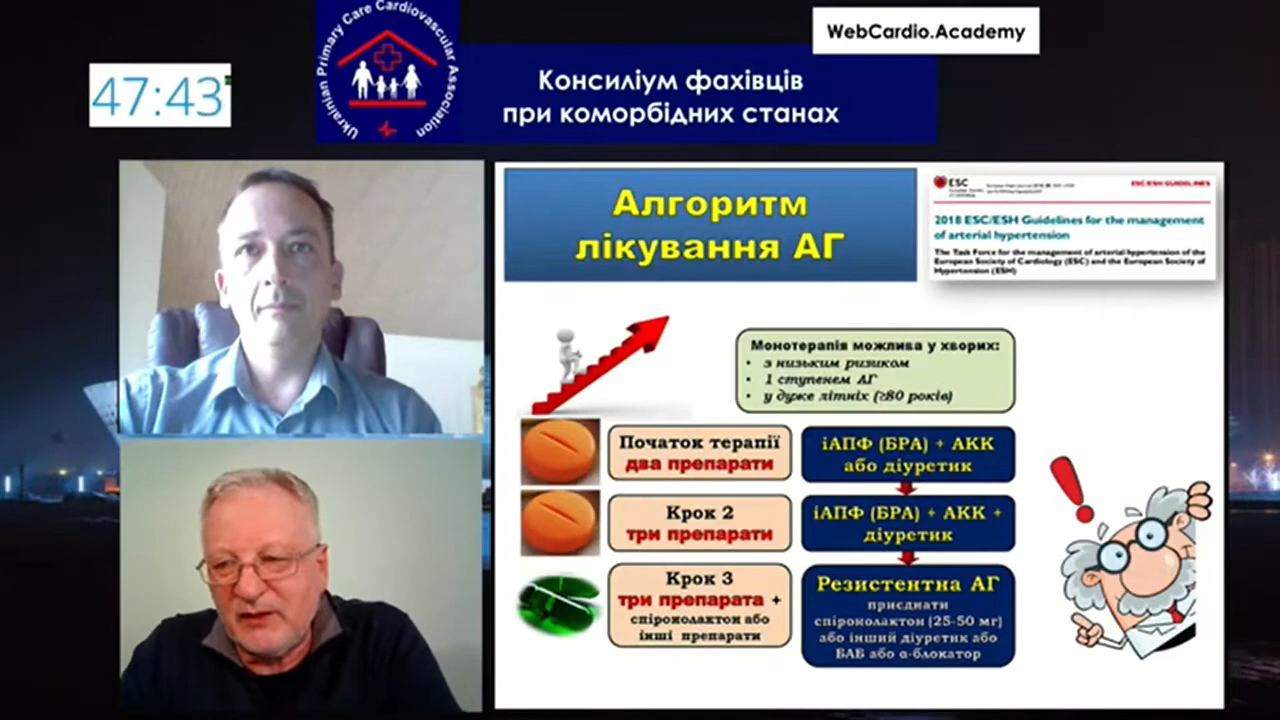 Ukrainian Primary Care Cardiovascular Association
WebCardio.Academy
47:43
Консиліум фахівців
при коморбідних станах
Алгоритм
лікування АГ
ESC
ESC/ESH GUIDELINES
2018 ESC/ESH Guidelines for the management
of arterial hypertension
The Task Force for the management of arterial hypertension of the
European Society of Cardiology (ESC) and the European Society of
Hypertension (ESH)
Монотерапія можлива у хворих:
• з низьким ризиком
• 1 ступенем АГ
• у дуже літніх (≥80 років)
Початок терапії
два препарати
іАПФ (БРА) + АКК
або діуретик
Крок 2
три препарати
іАПФ (БРА) + АКК +
діуретик
Крок 3
три препарата +
спіронолактон або
інші препарати
Резистентна АГ
приєднати
спіронолактон (25-50 мг)
або інший діуретик або
БАБ або α-блокатор